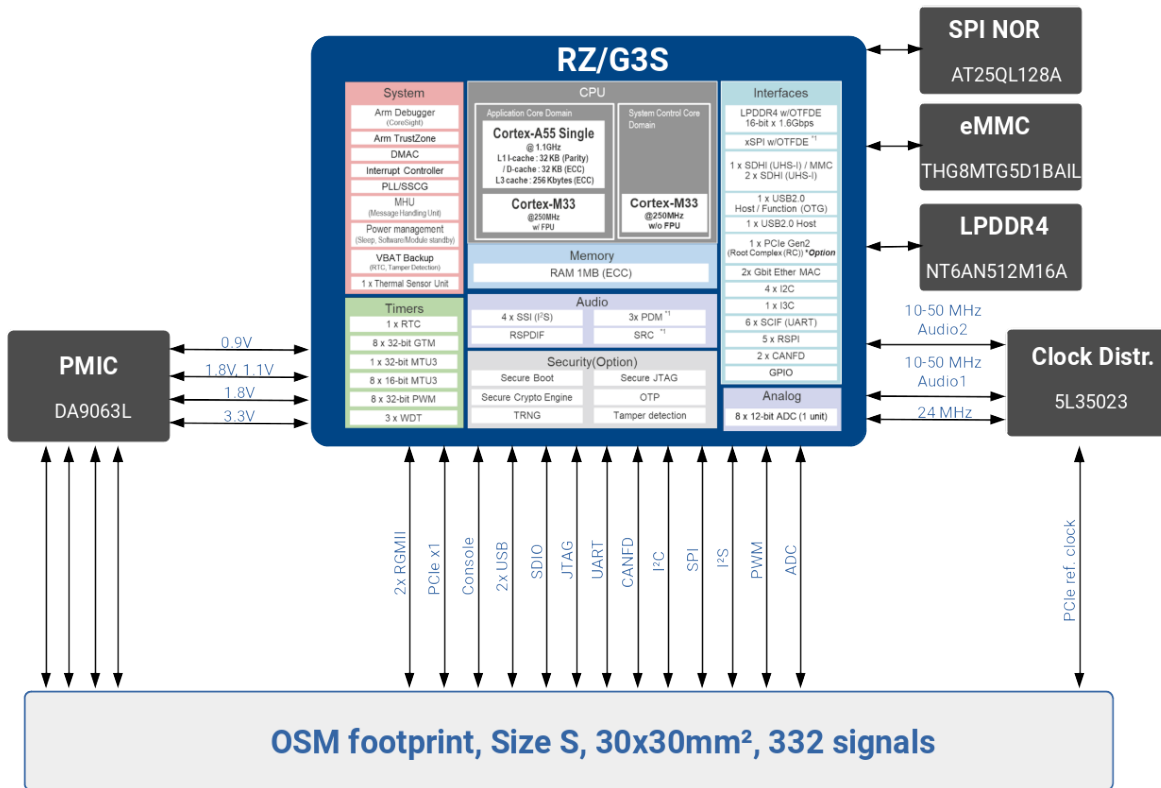 RZ/G3S
System
Arm Debugger
(CoreSight)
Arm TrustZone
DMAC
Interrupt Controller
PLL/SSCG
MHU
(Message Handling Unit)
Power management
(Sleep, Software/Module standby)
VBAT Backup
(RTC, Tamper Detection)
1 x Thermal Sensor Unit
Timers
1 x RTC
8 x 32-bit GTM
1 x 32-bit MTU3
8 x 16-bit MTU3
8 x 32-bit PWM
3 x WDT
CPU
Application Core Domain
Cortex-A55 Single
@ 1.1GHz
L1 I-cache : 32 KB (Parity)
/ D-cache : 32 KB (ECC)
L3 cache : 256 Kbytes (ECC)
Cortex-M33
@250MHz
w/ FPU
System Control Core
Domain
Cortex-M33
@250MHz
w/o FPU
Memory
RAM 1MB (ECC)
Audio
4 x SSI (I²S)
3x PDM *1
RSPDIF
SRC *1
Security(Option)
Secure Boot
Secure JTAG
Secure Crypto Engine
OTP
TRNG
Tamper detection
Interfaces
LPDDR4 w/OTFDE
16-bit x 1.6Gbps
xSPI w/OTFDE *1
1 x SDHI (UHS-I) / MMC
2 x SDHI (UHS-I)
1 x USB2.0
Host / Function (OTG)
1 x USB2.0 Host
1 x PCIe Gen2
(Root Complex (RC)) *Option
2x Gbit Ether MAC
4 x I2C
1 x I3C
6 x SCIF (UART)
5 x RSPI
2 x CANFD
GPIO
Analog
8 x 12-bit ADC (1 unit)
SPI NOR
AT25QL128A
eMMC
THG8MTG5D1BAIL
LPDDR4
NT6AN512M16A
PMIC
DA9063L
0.9V
1.8V, 1.1V
1.8V
3.3V
10-50 MHz
Audio2
10-50 MHz
Audio1
24 MHz
Clock Distr.
5L35023
2x RGMII
PCIe x1
Console
2x USB
SDIO
JTAG
UART
CANFD
I²C
SPI
I²S
PWM
ADC
PCIe ref. clock
OSM footprint, Size S, 30x30mm², 332 signals